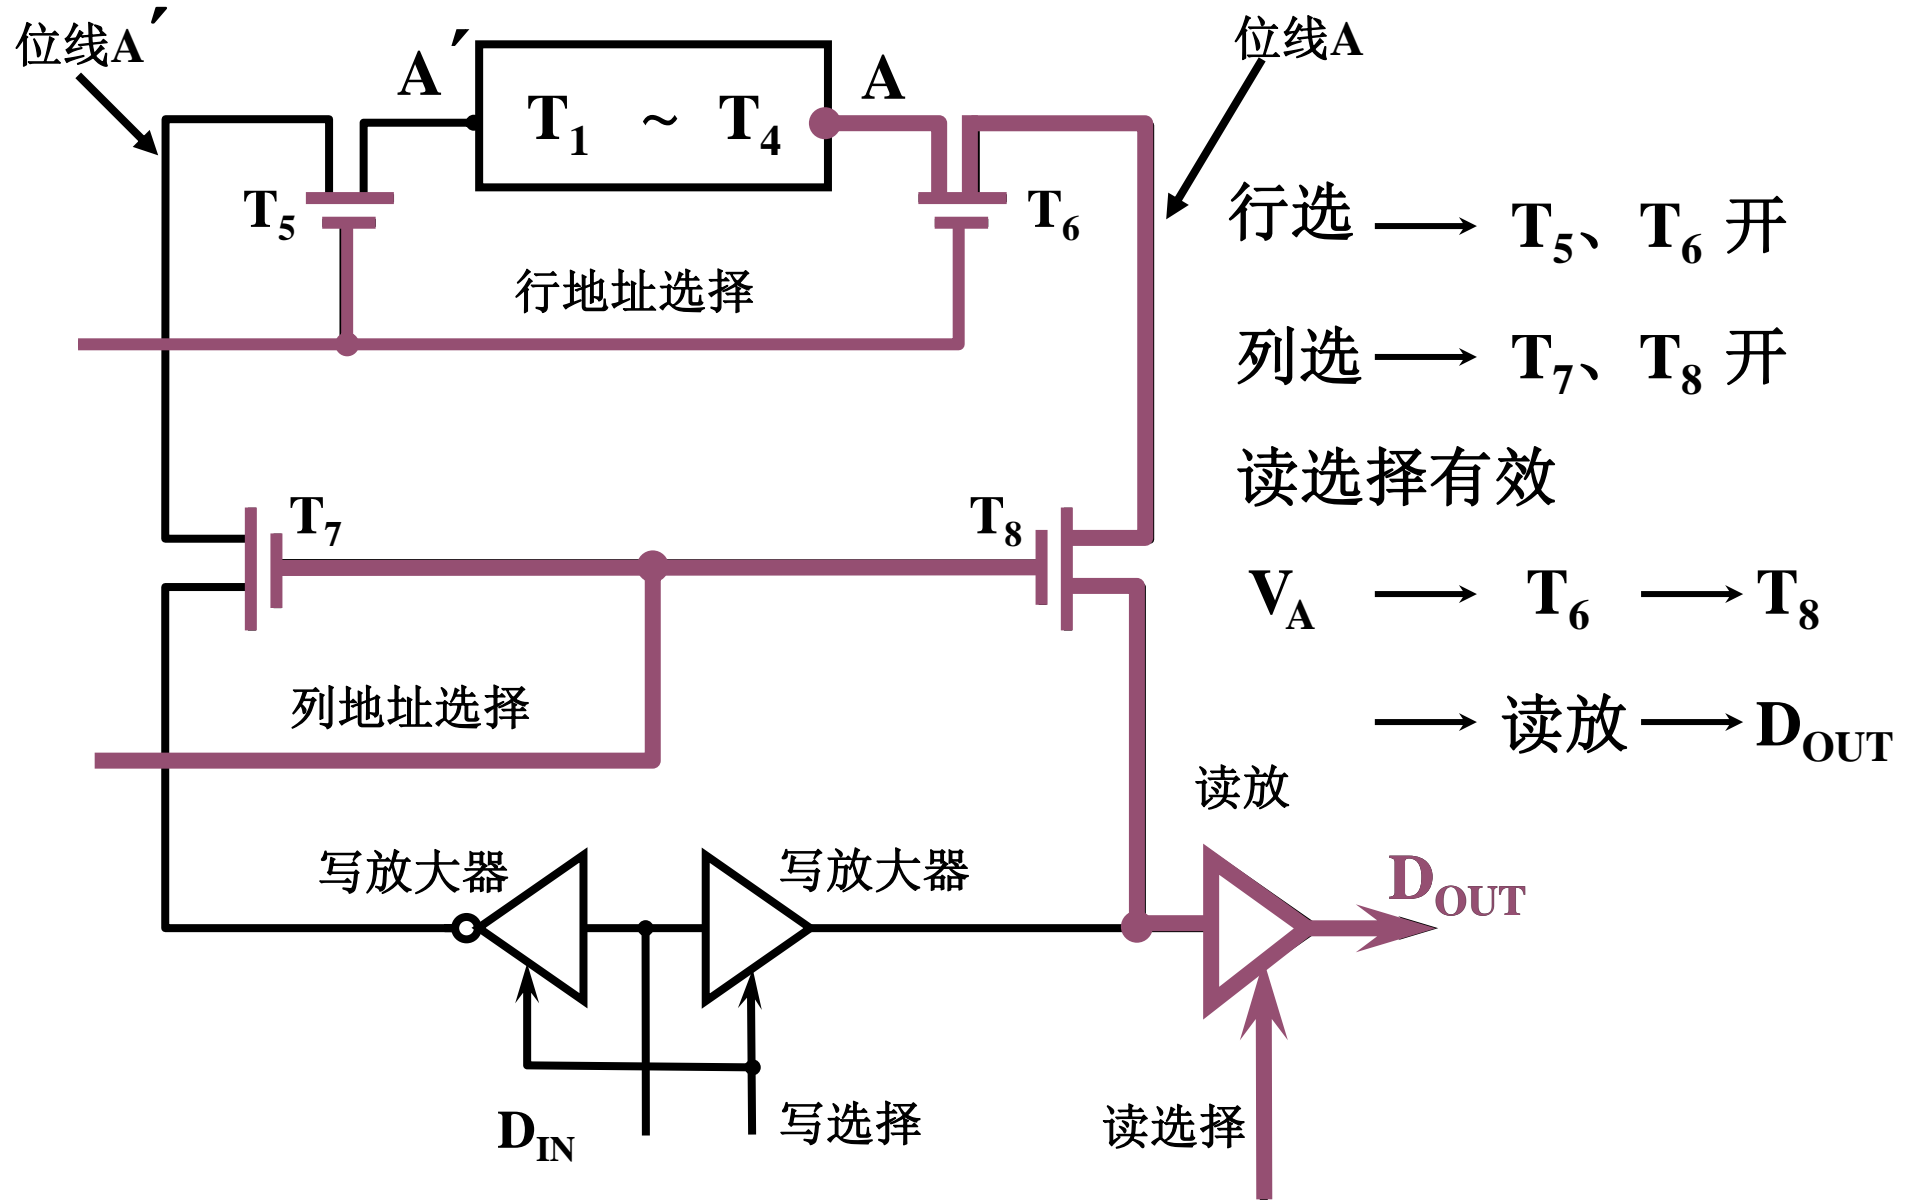 位线A′
A′
T1 ~ T4
A
位线A
T5
T6
行地址选择
行选 → T5、T6 开
列选 → T7、T8 开
读选择有效
VA → T6 → T8
→ 读放 → DOUT
T7
T8
列地址选择
读放
写放大器
写放大器
DOUT
DIN
写选择
读选择